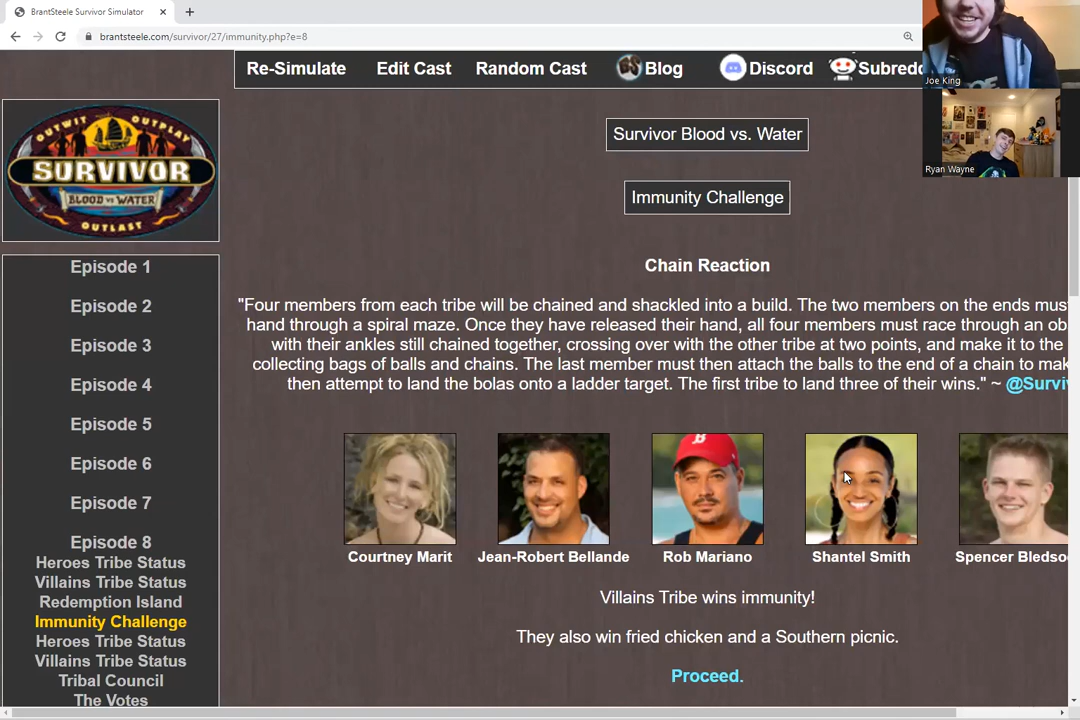 BrantSteele Survivor Simulator
brantsteele.com/survivor/27/immunity.php?e=8
Joe King
Ryan Wayne
Re-Simulate Edit Cast Random Cast Blog Discord Subredd
OUTWIT OUTPLAY
SURVIVOR
BLOOD VS. WATER
OUTLAST
Survivor Blood vs. Water
Immunity Challenge
Chain Reaction
"Four members from each tribe will be chained and shackled into a build. The two members on the ends must
hand through a spiral maze. Once they have released their hand, all four members must race through an ob
with their ankles still chained together, crossing over with the other tribe at two points, and make it to the
collecting bags of balls and chains. The last member must then attach the balls to the end of a chain to mak
then attempt to land the bolas onto a ladder target. The first tribe to land three of their wins." ~ @Surviv
Courtney Marit Jean-Robert Bellande Rob Mariano Shantel Smith Spencer Bledso
Villains Tribe wins immunity!
They also win fried chicken and a Southern picnic.
Proceed.
Episode 1
Episode 2
Episode 3
Episode 4
Episode 5
Episode 6
Episode 7
Episode 8
Heroes Tribe Status
Villains Tribe Status
Redemption Island
Immunity Challenge
Heroes Tribe Status
Villains Tribe Status
Tribal Council
The Votes